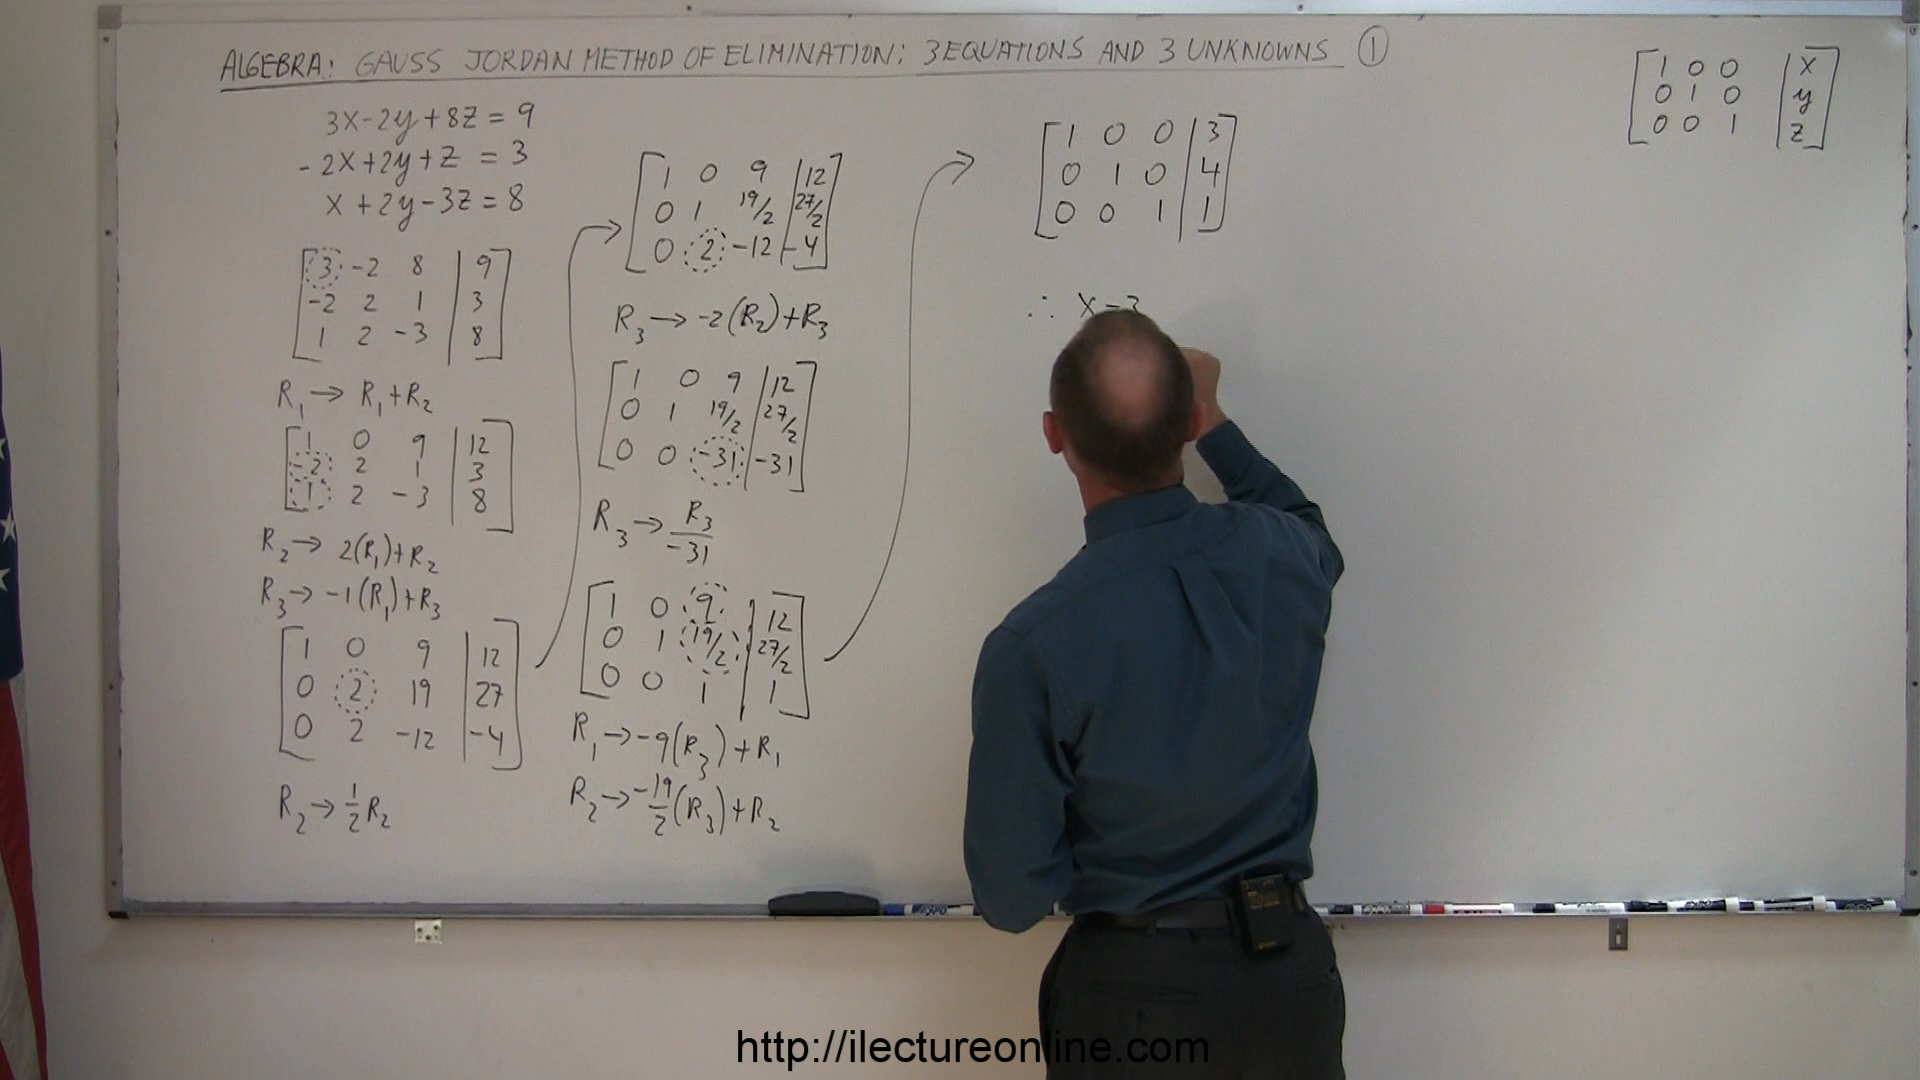 ALGEBRA: GAUSS JORDAN METHOD OF ELIMINATION: 3 EQUATIONS AND 3 UNKNOWNS ①
3x-2y+8z = 9
-2x+2y+z = 3
x+2y-3z = 8
3 -2 8 | 9
-2 2 1 | 3
1 2 -3 | 8
R₁ → R₁+R₂
1 0 9 | 12
-2 2 1 | 3
1 2 -3 | 8
R₂ → 2(R₁)+R₂
R₃ → -1(R₁)+R₃
1 0 9 | 12
0 2 19 | 27
0 2 -12 | -4
R₂ → 1/2 R₂
1 0 9 | 12
0 1 19/2 | 27/2
0 2 -12 | -4
R₃ → -2(R₂)+R₃
1 0 9 | 12
0 1 19/2 | 27/2
0 0 -31 | -31
R₃ → R₃/-31
1 0 9 | 12
0 1 19/2 | 27/2
0 0 1 | 1
R₁ → -9(R₃)+R₁
R₂ → -19/2(R₃)+R₂
1 0 0 | 3
0 1 0 | 4
0 0 1 | 1
∴ x=3
1 0 0 | x
0 1 0 | y
0 0 1 | z
http://ilectureonline.com